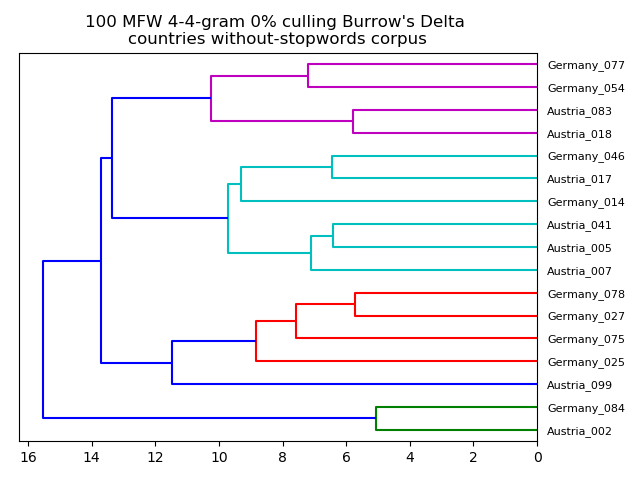 100 MFW 4-4-gram 0% culling Burrow's Delta
countries without-stopwords corpus
Germany_077
Germany_054
Austria_083
Austria_018
Germany_046
Austria_017
Germany_014
Austria_041
Austria_005
Austria_007
Germany_078
Germany_027
Germany_075
Germany_025
Austria_099
Germany_084
Austria_002
16 14 12 10 8 6 4 2 0